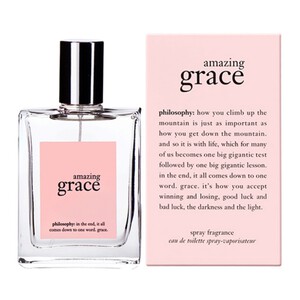 amazing
grace
philosophy: in the end, it all
comes down to one word. grace.
amazing
grace
philosophy: how you climb up the
mountain is just as important as
how you get down the mountain.
and so it is with life, which for many
of us becomes one big gigantic test
followed by one big gigantic lesson.
in the end, it all comes down to one
word. grace. it's how you accept
winning and losing, good luck and
bad luck, the darkness and the light.
spray fragrance
eau de toilette spray-vaporisateur